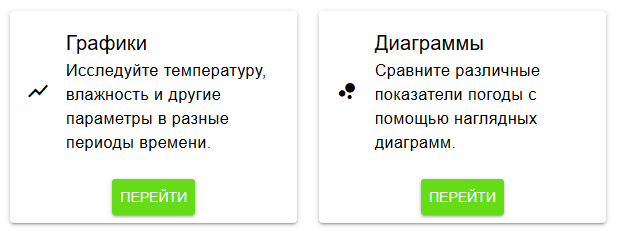 Графики
Исследуйте температуру,
влажность и другие
параметры в разные
периоды времени.
ПЕРЕЙТИ
Диаграммы
Сравните различные
показатели погоды с
помощью наглядных
диаграмм.
ПЕРЕЙТИ